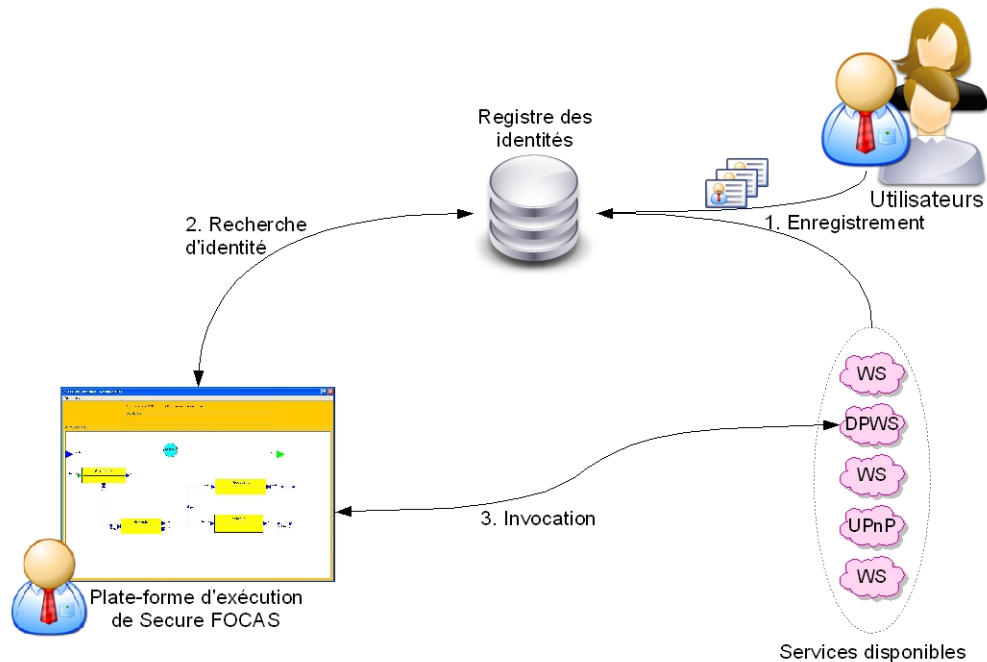 Registre des
identités
Utilisateurs
1. Enregistrement
2. Recherche
d'identité
WS
DPWS
WS
UPnP
WS
3. Invocation
Plate-forme d'exécution
de Secure FOCAS
Services disponibles